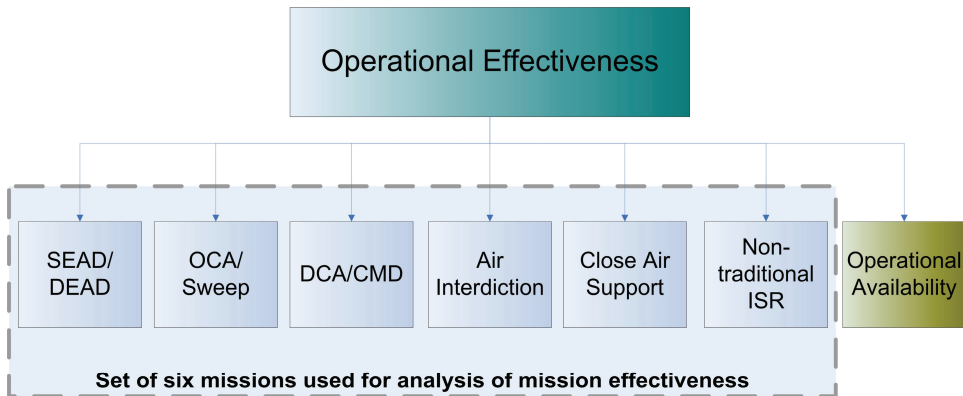 Operational Effectiveness
SEAD/
DEAD
OCA/
Sweep
DCA/CMD
Air
Interdiction
Close Air
Support
Non-
traditional
ISR
Operational
Availability
Set of six missions used for analysis of mission effectiveness